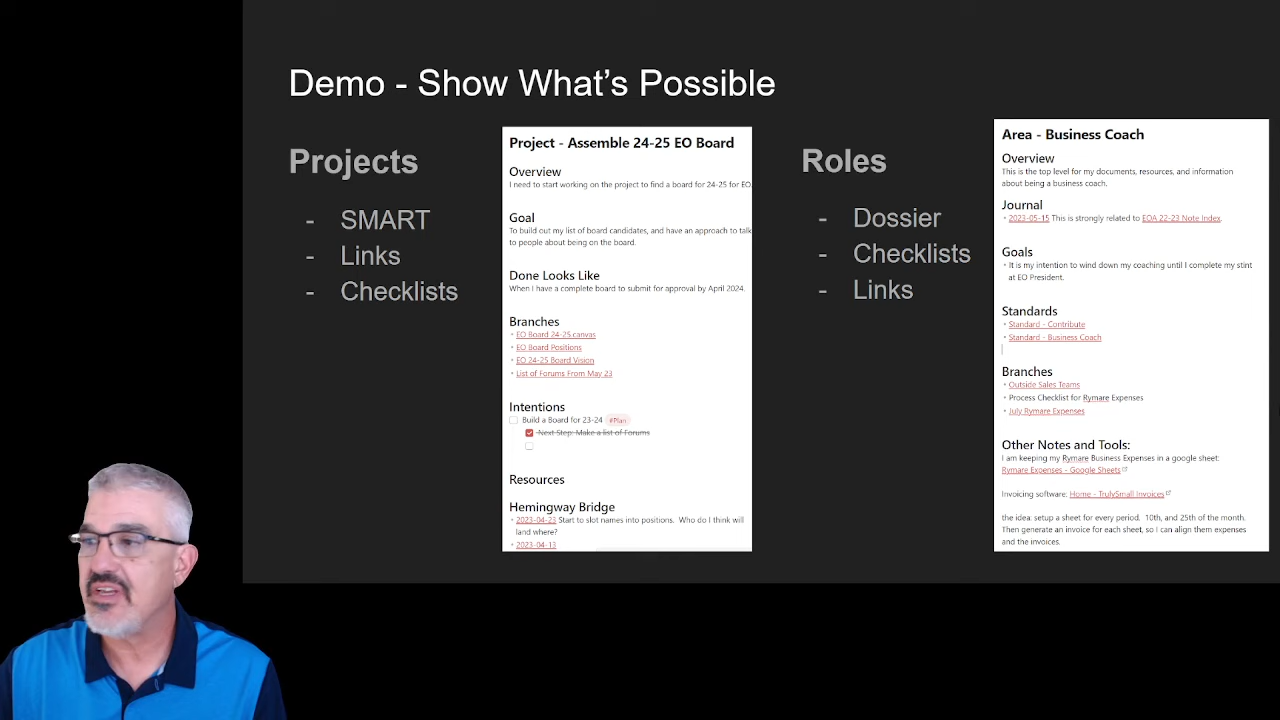 Demo - Show What's Possible
Projects
- SMART
- Links
- Checklists
Project - Assemble 24-25 EO Board
Overview
I need to start working on the project to find a board for 24-25 for EO.
Goal
To build out my list of board candidates, and have an approach to talk
to people about being on the board.
Done Looks Like
When I have a complete board to submit for approval by April 2024.
Branches
• EO Board 24-25.canvas
• EO Board Positions
• EO 24-25 Board Vision
• List of Forums From May 23
Intentions
Build a Board for 23-24 #Plan
Next Step: Make a list of Forums
Resources
Hemingway Bridge
• 2023-04-23 Start to slot names into positions. Who do I think will
land where?
• 2023-04-13
Roles
- Dossier
- Checklists
- Links
Area - Business Coach
Overview
This is the top level for my documents, resources, and information
about being a business coach.
Journal
• 2023-05-15 This is strongly related to EOA 22-23 Note Index.
Goals
• It is my intention to wind down my coaching until I complete my stint
at EO President.
Standards
• Standard - Contribute
• Standard - Business Coach
Branches
• Outside Sales Teams
• Process Checklist for Rymare Expenses
• July Rymare Expenses
Other Notes and Tools:
I am keeping my Rymare Business Expenses in a google sheet:
Rymare Expenses - Google Sheets
Invoicing software: Home - TrulySmall Invoices
the idea: setup a sheet for every period. 10th, and 25th of the month.
Then generate an invoice for each sheet, so I can align them expenses
and the invoices.